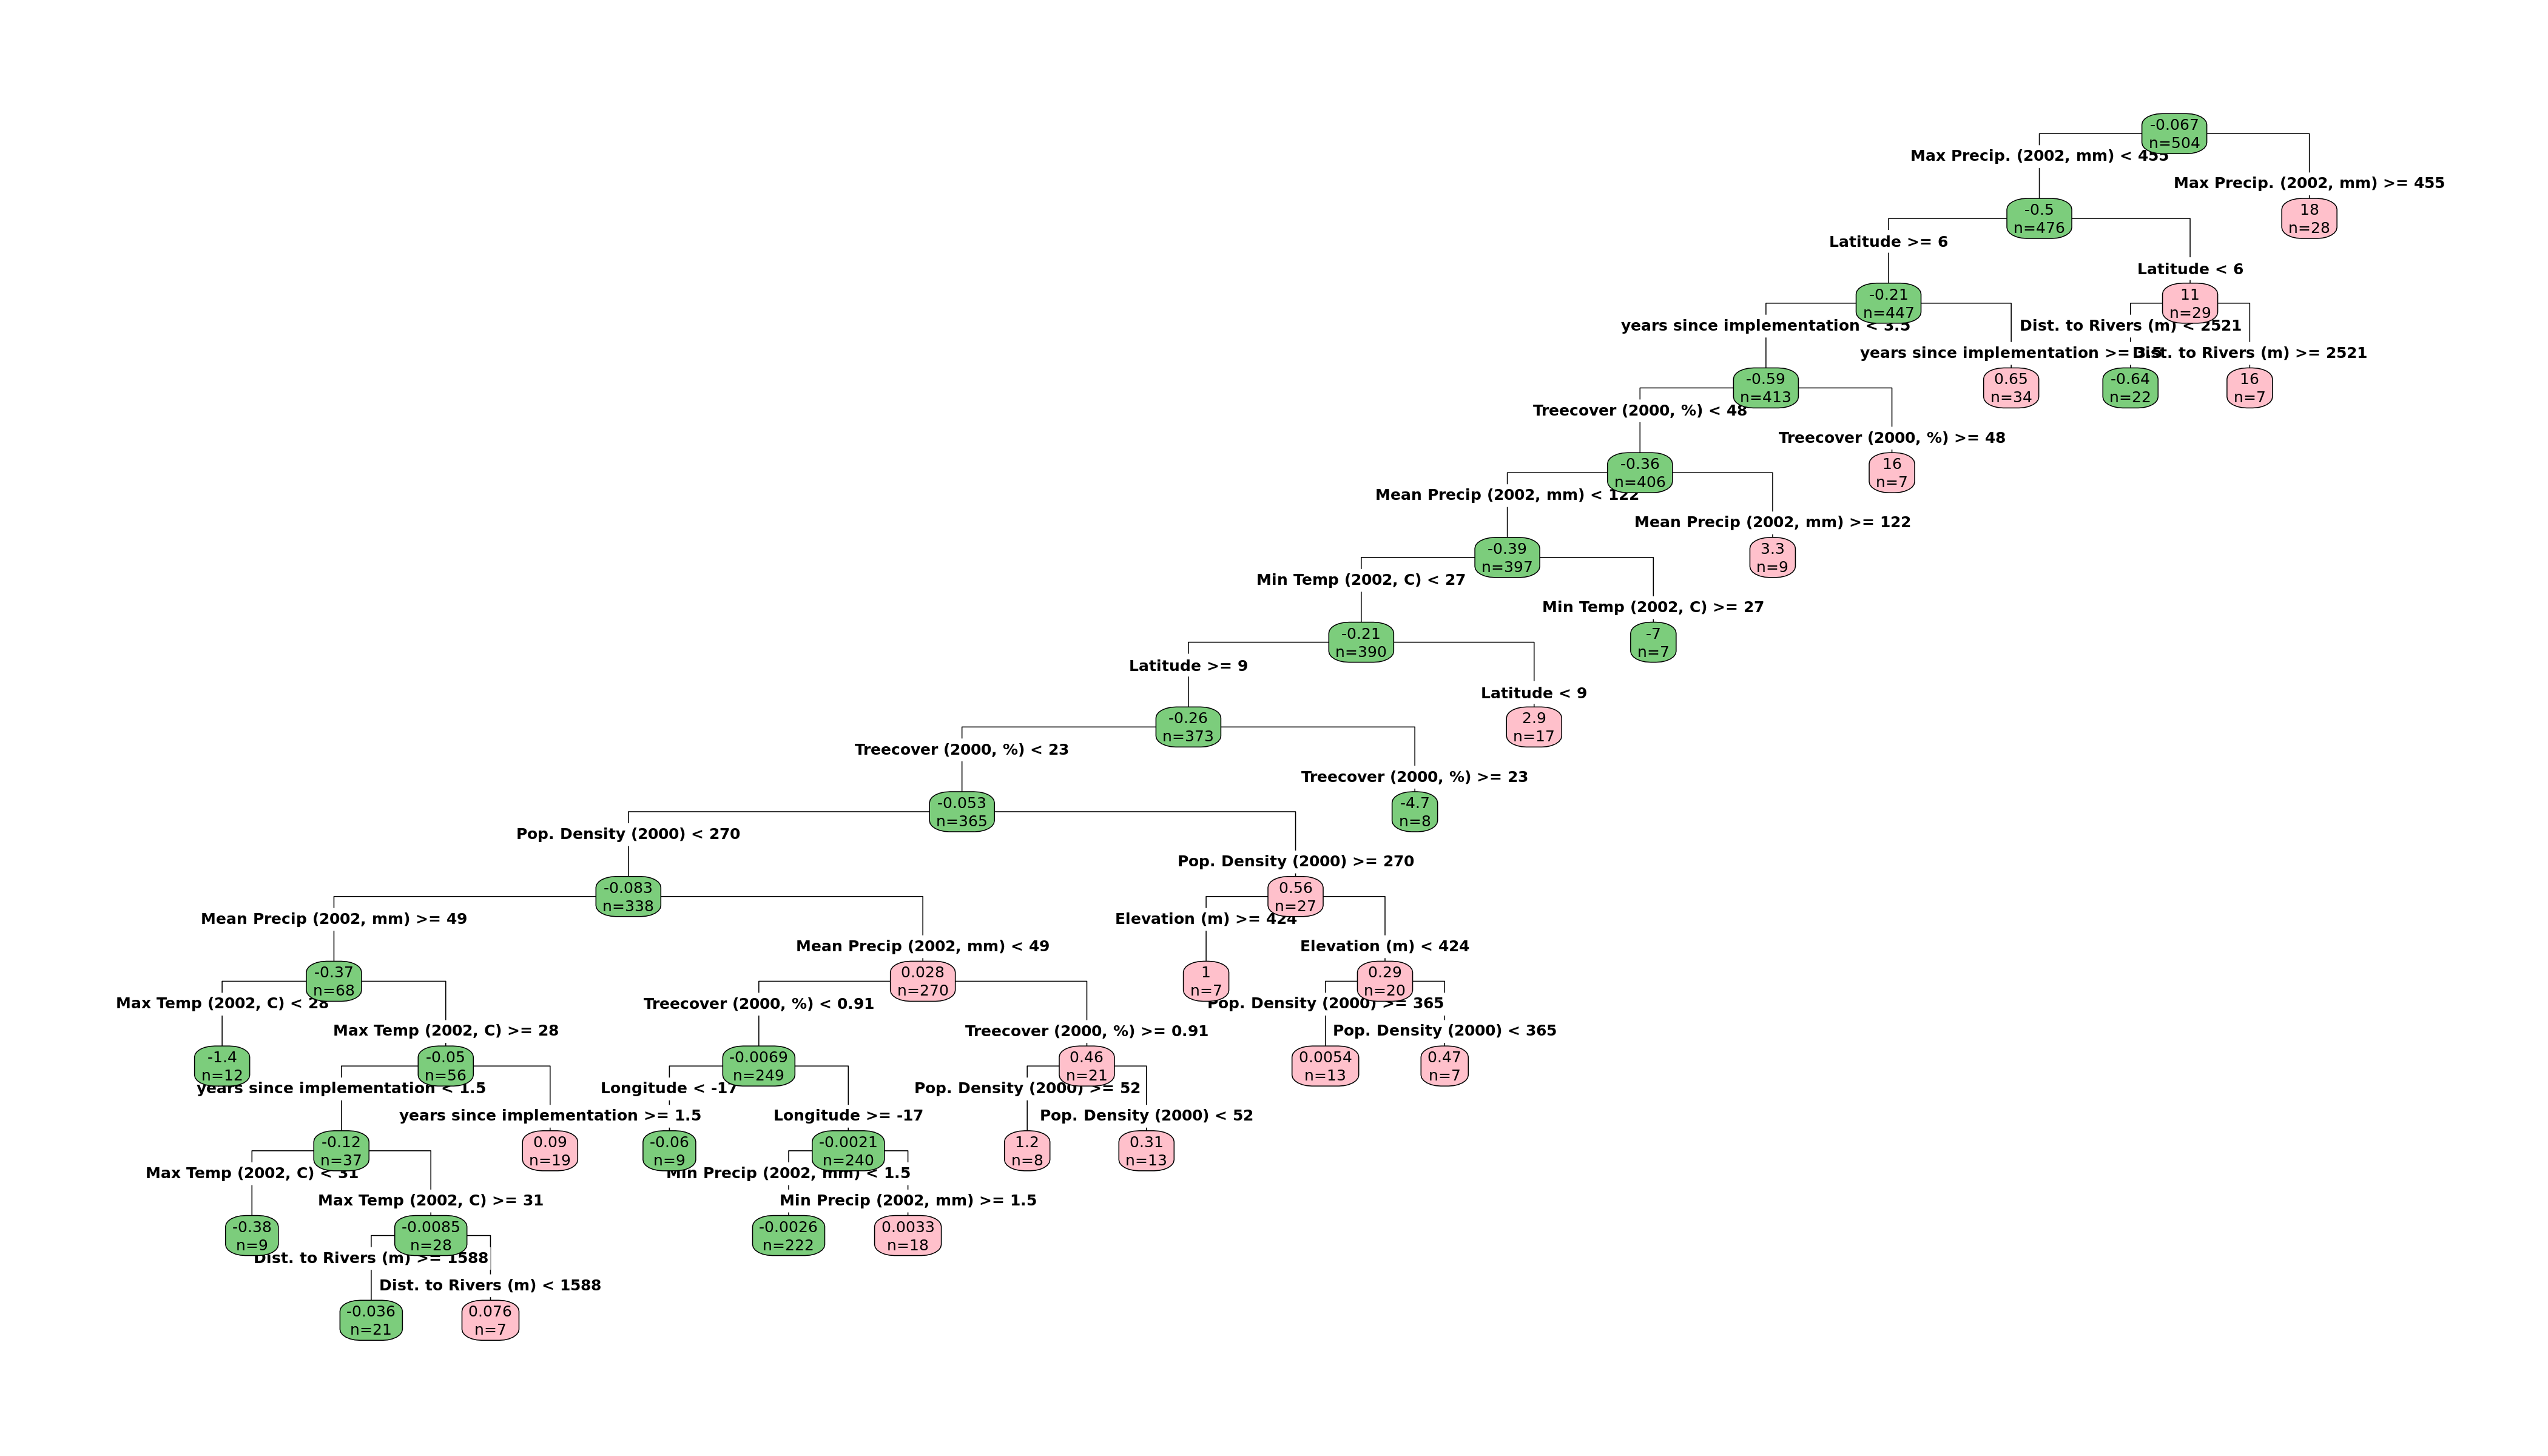 -0.067
n=504
Max Precip. (2002, mm) < 455
Max Precip. (2002, mm) >= 455
-0.5
n=476
18
n=28
Latitude >= 6
Latitude < 6
-0.21
n=447
11
n=29
years since implementation < 3.5
Dist. to Rivers (m) < 2521
years since implementation >= 3.5
Dist. to Rivers (m) >= 2521
-0.59
n=413
0.65
n=34
-0.64
n=22
16
n=7
Treecover (2000, %) < 48
Treecover (2000, %) >= 48
-0.36
n=406
16
n=7
Mean Precip (2002, mm) < 122
Mean Precip (2002, mm) >= 122
-0.39
n=397
3.3
n=9
Min Temp (2002, C) < 27
Min Temp (2002, C) >= 27
-0.21
n=390
-7
n=7
Latitude >= 9
Latitude < 9
-0.26
n=373
2.9
n=17
Treecover (2000, %) < 23
Treecover (2000, %) >= 23
-0.053
n=365
-4.7
n=8
Pop. Density (2000) < 270
Pop. Density (2000) >= 270
-0.083
n=338
0.56
n=27
Mean Precip (2002, mm) >= 49
Elevation (m) >= 424
Mean Precip (2002, mm) < 49
Elevation (m) < 424
-0.37
n=68
0.028
n=270
1
n=7
0.29
n=20
Max Temp (2002, C) < 28
Treecover (2000, %) < 0.91
Pop. Density (2000) >= 365
Max Temp (2002, C) >= 28
Treecover (2000, %) >= 0.91
Pop. Density (2000) < 365
-1.4
n=12
-0.05
n=56
-0.0069
n=249
0.46
n=21
0.0054
n=13
0.47
n=7
years since implementation < 1.5
Longitude < -17
Pop. Density (2000) >= 52
years since implementation >= 1.5
Longitude >= -17
Pop. Density (2000) < 52
-0.12
n=37
0.09
n=19
-0.06
n=9
-0.0021
n=240
1.2
n=8
0.31
n=13
Max Temp (2002, C) < 31
Min Precip (2002, mm) < 1.5
Max Temp (2002, C) >= 31
Min Precip (2002, mm) >= 1.5
-0.38
n=9
-0.0085
n=28
-0.0026
n=222
0.0033
n=18
Dist. to Rivers (m) >= 1588
Dist. to Rivers (m) < 1588
-0.036
n=21
0.076
n=7